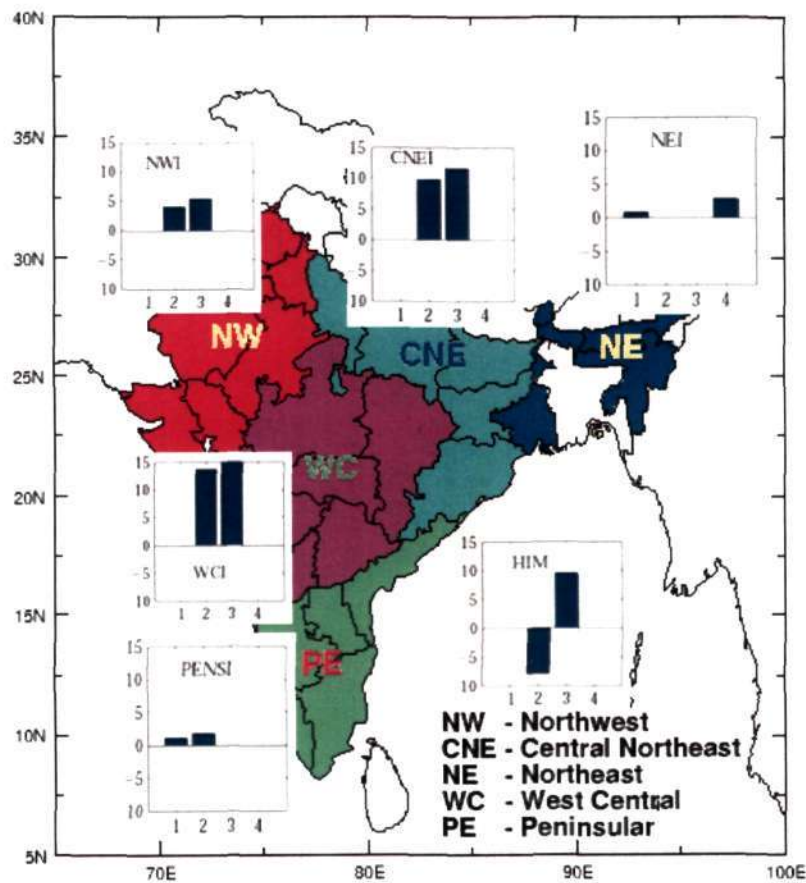 40N
35N
30N
25N
20N
15N
10N
5N
70E
80E
90E
100E
NWI
15
10
5
0
-5
10
1 2 3 4
CNEI
15
10
5
0
-5
10
1 2 3 4
NEI
15
10
5
0
-5
10
1 2 3 4
NW
CNE
NE
WC
PE
15
10
5
0
-5
10
WCI
1 2 3 4
HIM
15
10
5
0
-5
10
1 2 3 4
PENSI
15
10
5
0
-5
10
1 2 3 4
NW - Northwest
CNE - Central Northeast
NE - Northeast
WC - West Central
PE - Peninsular